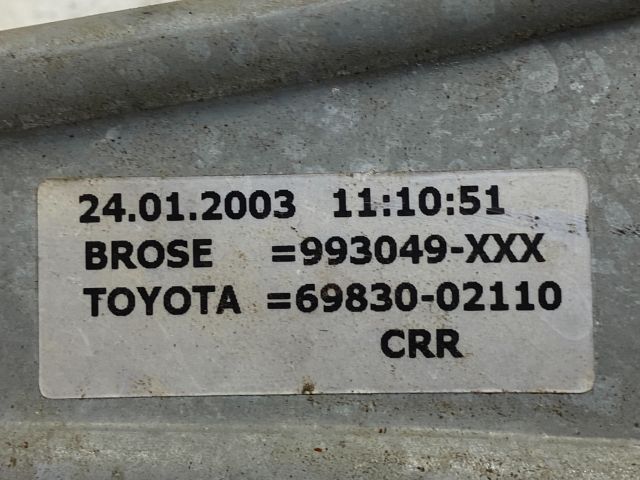 24.01.2003 11:10:51
BROSE =993049-XXX
TOYOTA =69830-02110
CRR